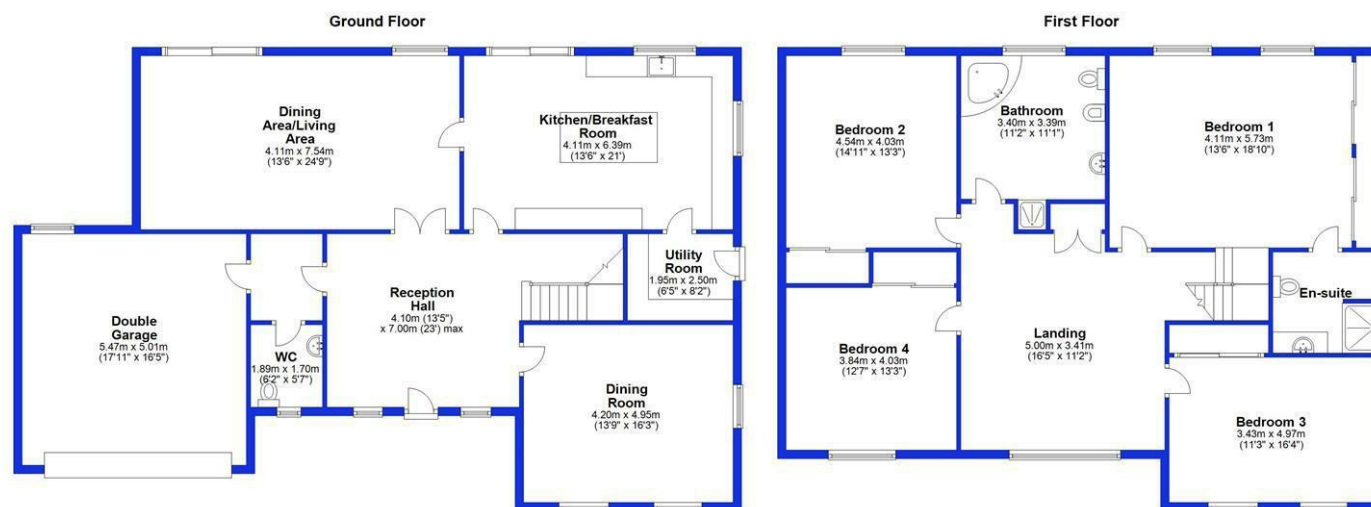 Ground Floor
Dining
Area/Living
Area
4.11m x 7.54m
(13'6" x 24'9")
Kitchen/Breakfast
Room
4.11m x 6.39m
(13'6" x 21')
Utility
Room
1.95m x 2.50m
(6'5" x 8'2")
Reception
Hall
4.10m (13'5")
x 7.00m (23') max
Double
Garage
5.47m x 5.01m
(17'11" x 16'5")
WC
1.89m x 1.70m
(6'2" x 5'7")
Dining
Room
4.20m x 4.95m
(13'9" x 16'3")
First Floor
Bedroom 2
4.54m x 4.03m
(14'11" x 13'3")
Bathroom
3.40m x 3.39m
(11'2" x 11'1")
Bedroom 1
4.11m x 5.73m
(13'6" x 18'10")
En-suite
Landing
5.00m x 3.41m
(16'5" x 11'2")
Bedroom 4
3.84m x 4.03m
(12'7" x 13'3")
Bedroom 3
3.43m x 4.97m
(11'3" x 16'4")